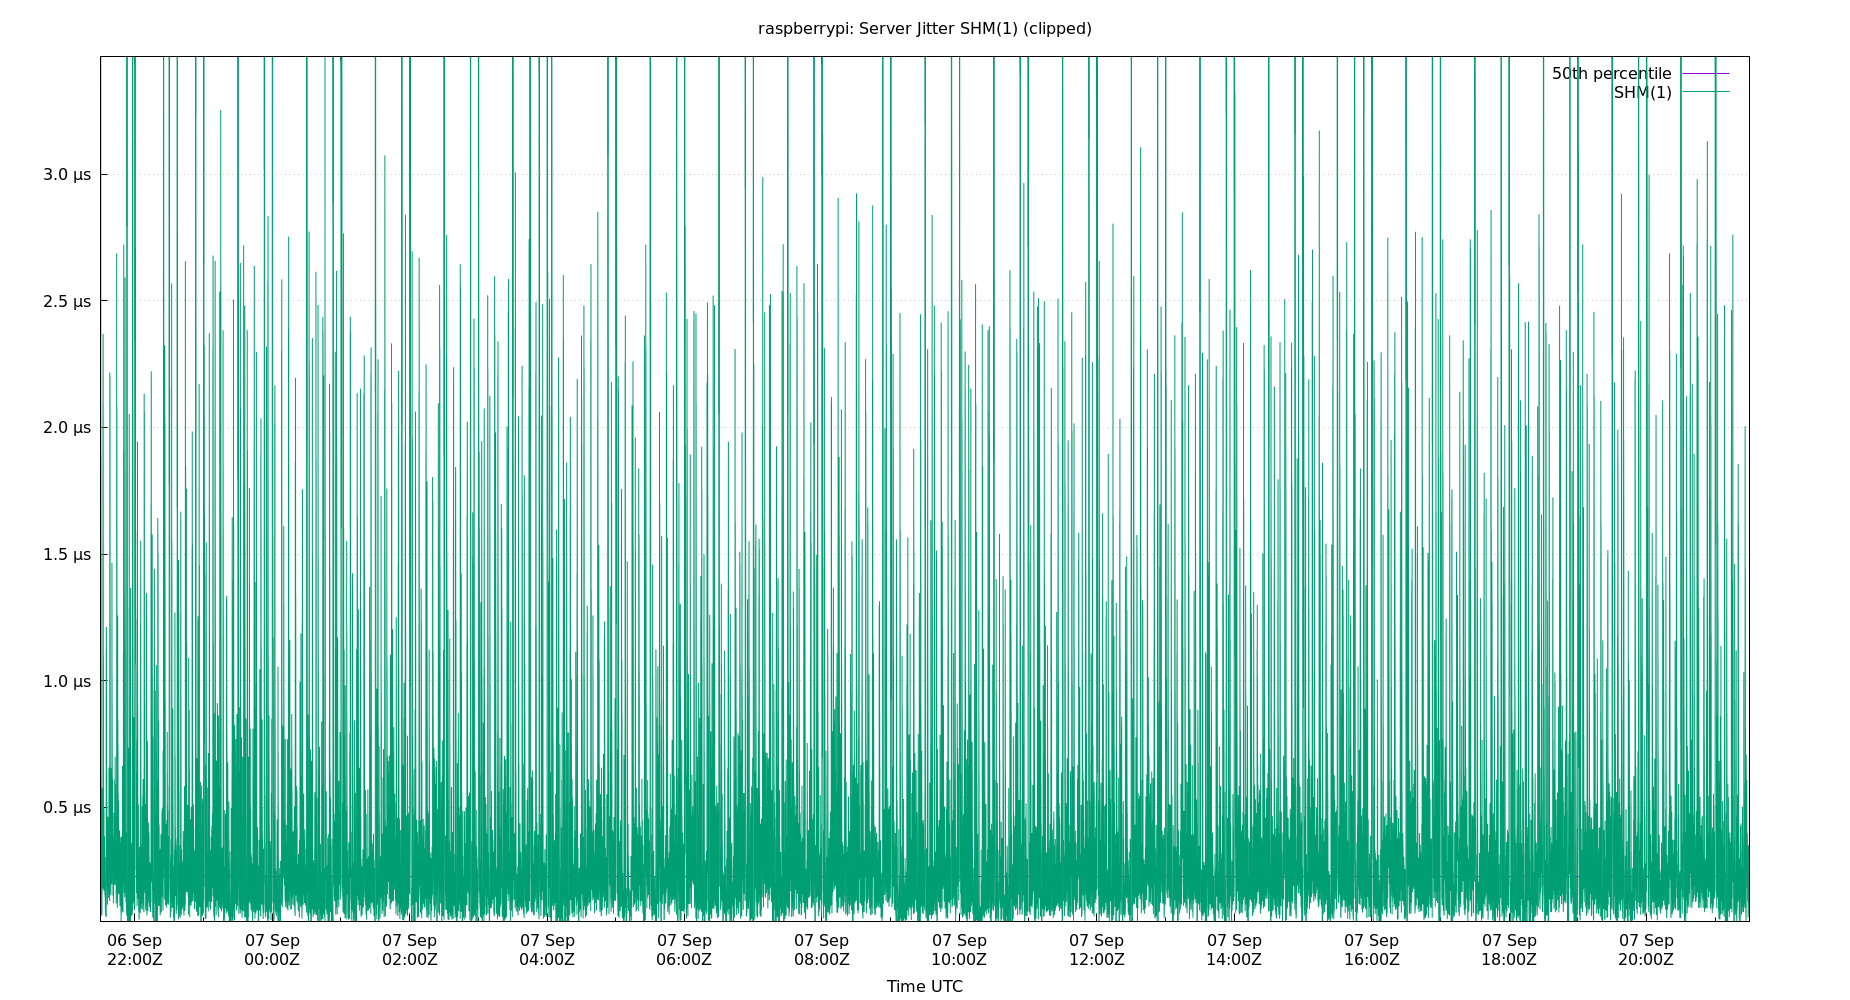 raspberrypi: Server Jitter SHM(1) (clipped)
50th percentile
SHM(1)
3.0 µs
2.5 µs
2.0 µs
1.5 µs
1.0 µs
0.5 µs
06 Sep 07 Sep 07 Sep 07 Sep 07 Sep 07 Sep 07 Sep 07 Sep 07 Sep 07 Sep 07 Sep 07 Sep
22:00Z 00:00Z 02:00Z 04:00Z 06:00Z 08:00Z 10:00Z 12:00Z 14:00Z 16:00Z 18:00Z 20:00Z
Time UTC